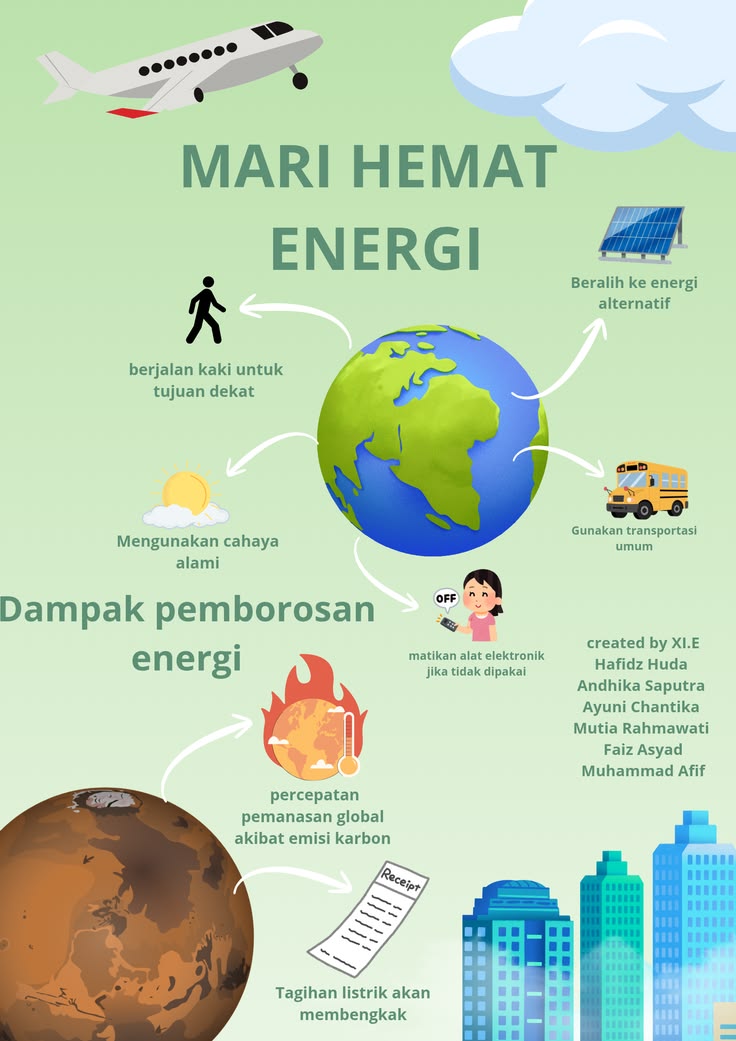 MARI HEMAT
ENERGI
Beralih ke energi
alternatif
berjalan kaki untuk
tujuan dekat
Gunakan transportasi
umum
Mengunakan cahaya
alami
OFF
matikan alat elektronik
jika tidak dipakai
Dampak pemborosan
energi
created by XI.E
Hafidz Huda
Andhika Saputra
Ayuni Chantika
Mutia Rahmawati
Faiz Asyad
Muhammad Afif
percepatan
pemanasan global
akibat emisi karbon
Receipt
Tagihan listrik akan
membengkak